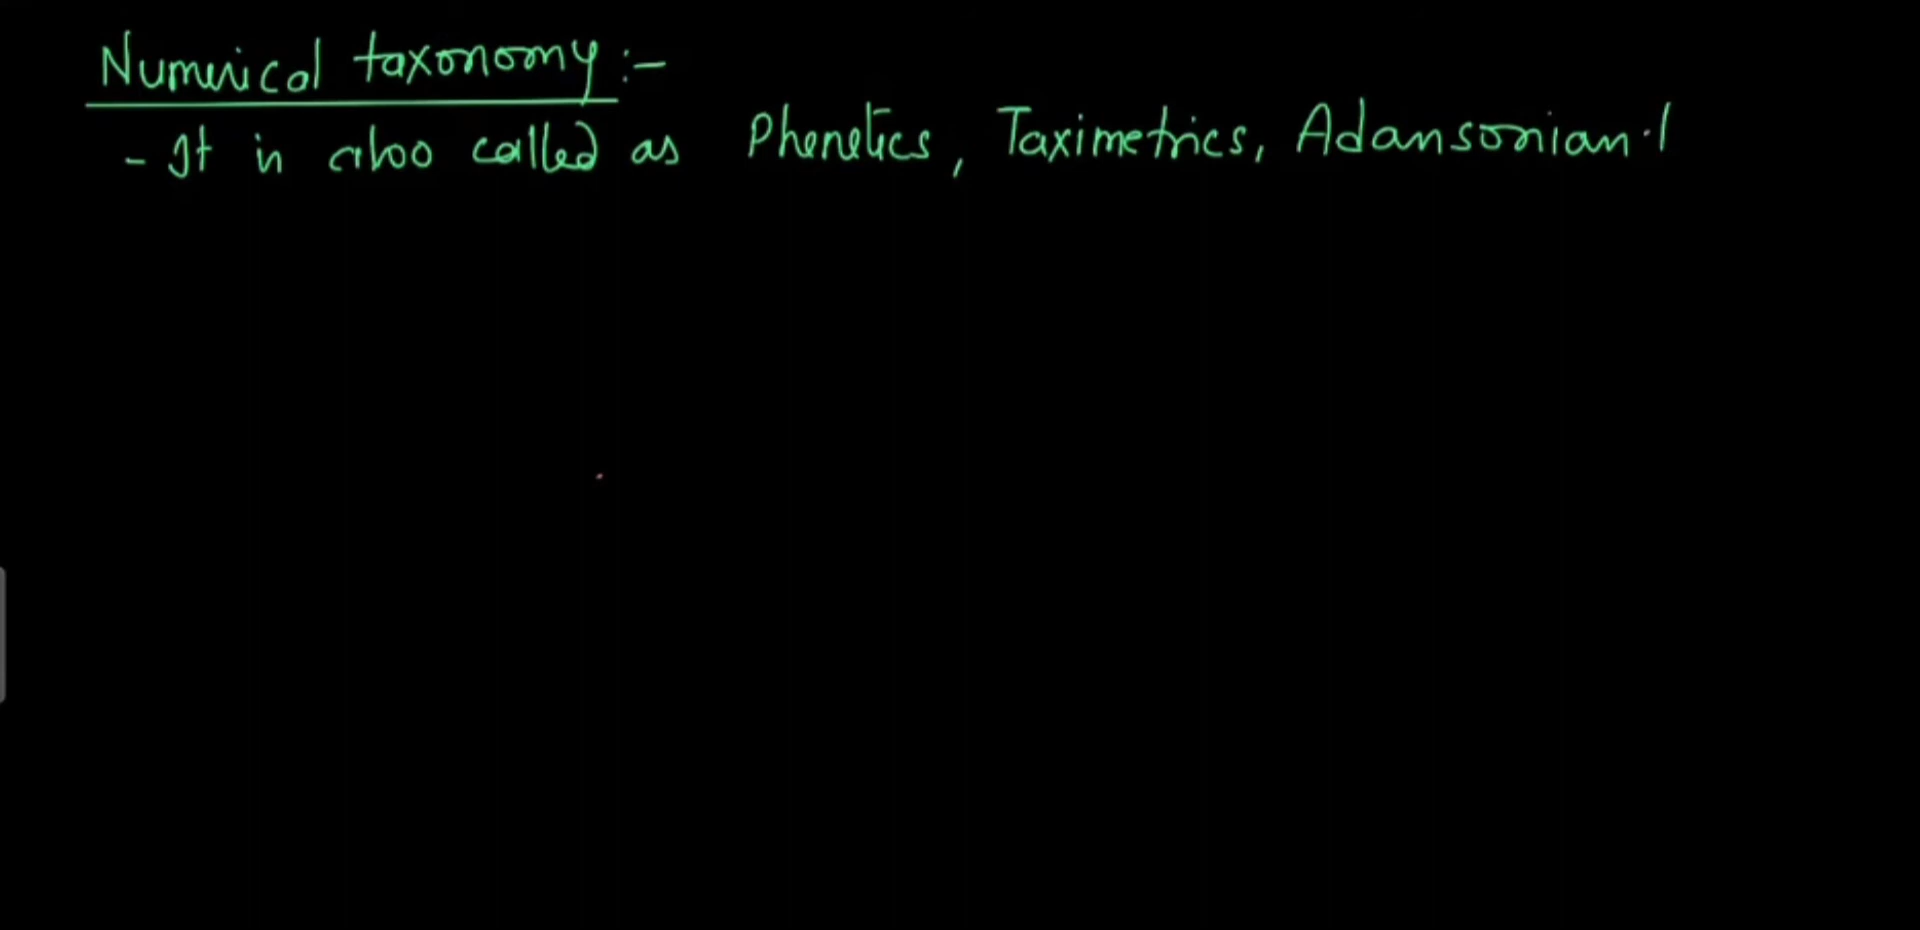 Numerical taxonomy :-
- It is also called as Phenetics, Taximetrics, Adansonian.